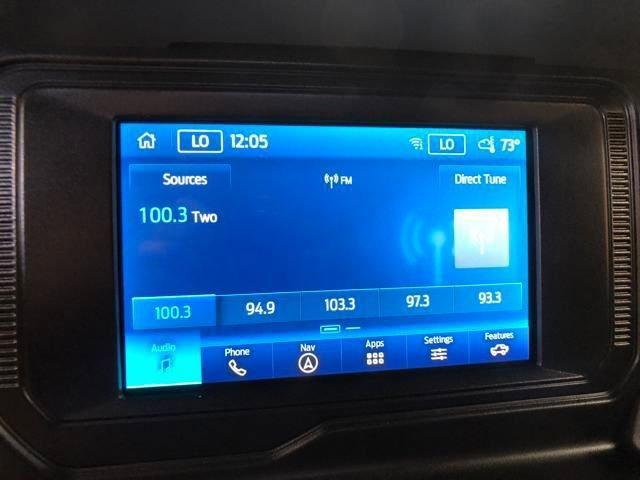 LO 12:05 LO 73°
Sources FM Direct Tune
100.3 Two
100.3 94.9 103.3 97.3 93.3
Audio Phone Nav Apps Settings Features